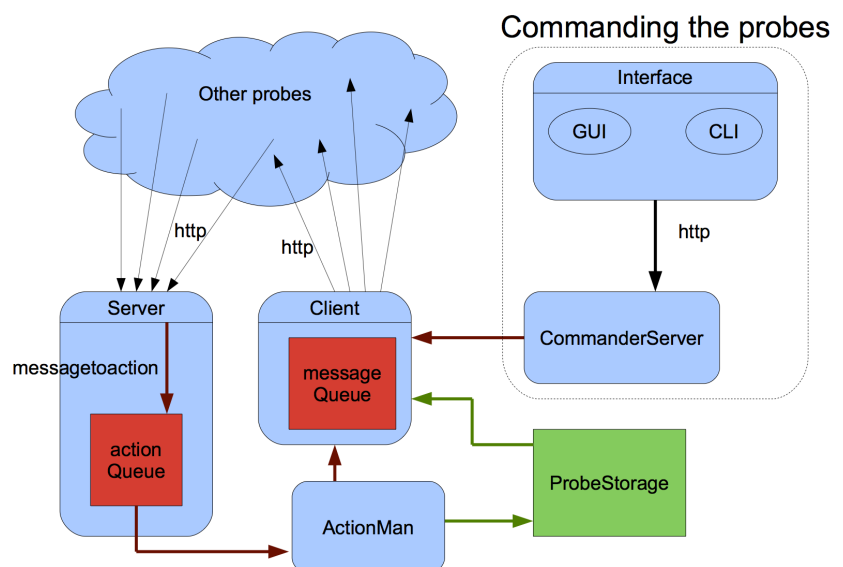 Commanding the probes
Interface
GUI
CLI
Other probes
http
http
http
Server
Client
CommanderServer
messagetoaction
message
Queue
action
Queue
ProbeStorage
ActionMan